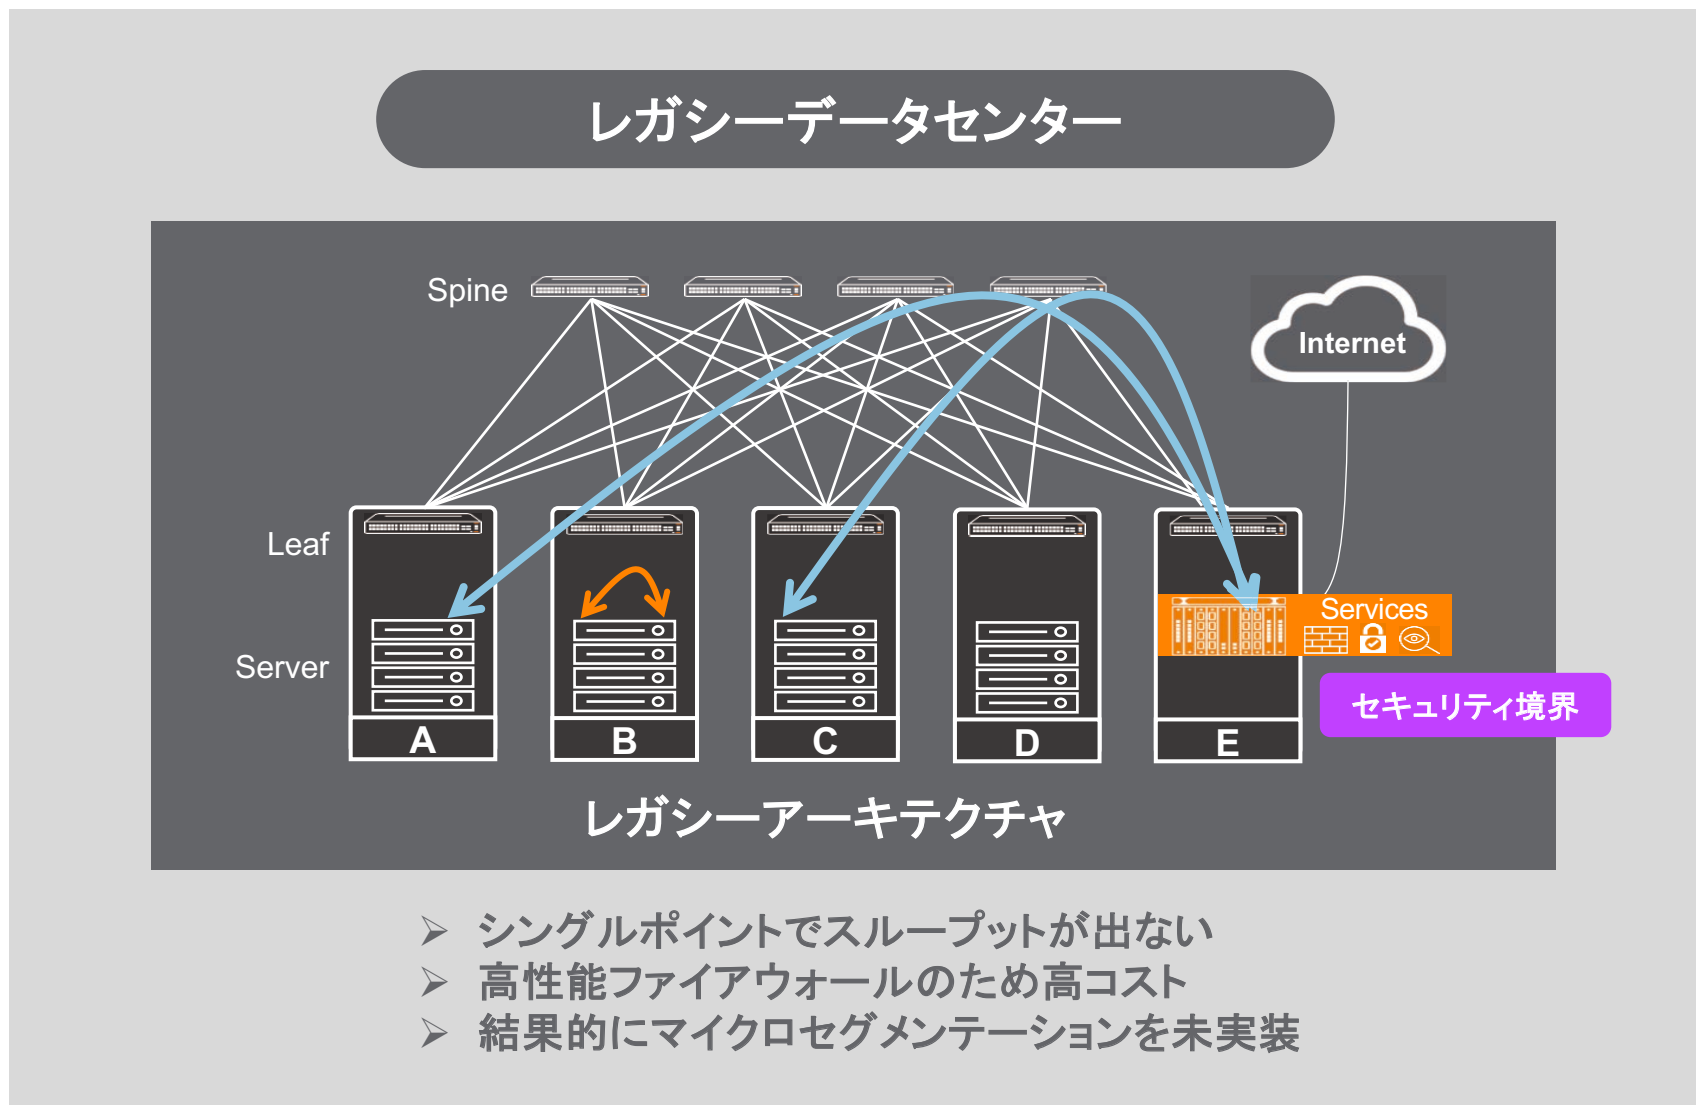 レガシーデータセンター
Spine
Internet
Leaf
Services
Server
セキュリティ境界
A B C D E
レガシーアーキテクチャ
➢ シングルポイントでスループットが出ない
➢ 高性能ファイアウォールのため高コスト
➢ 結果的にマイクロセグメンテーションを未実装